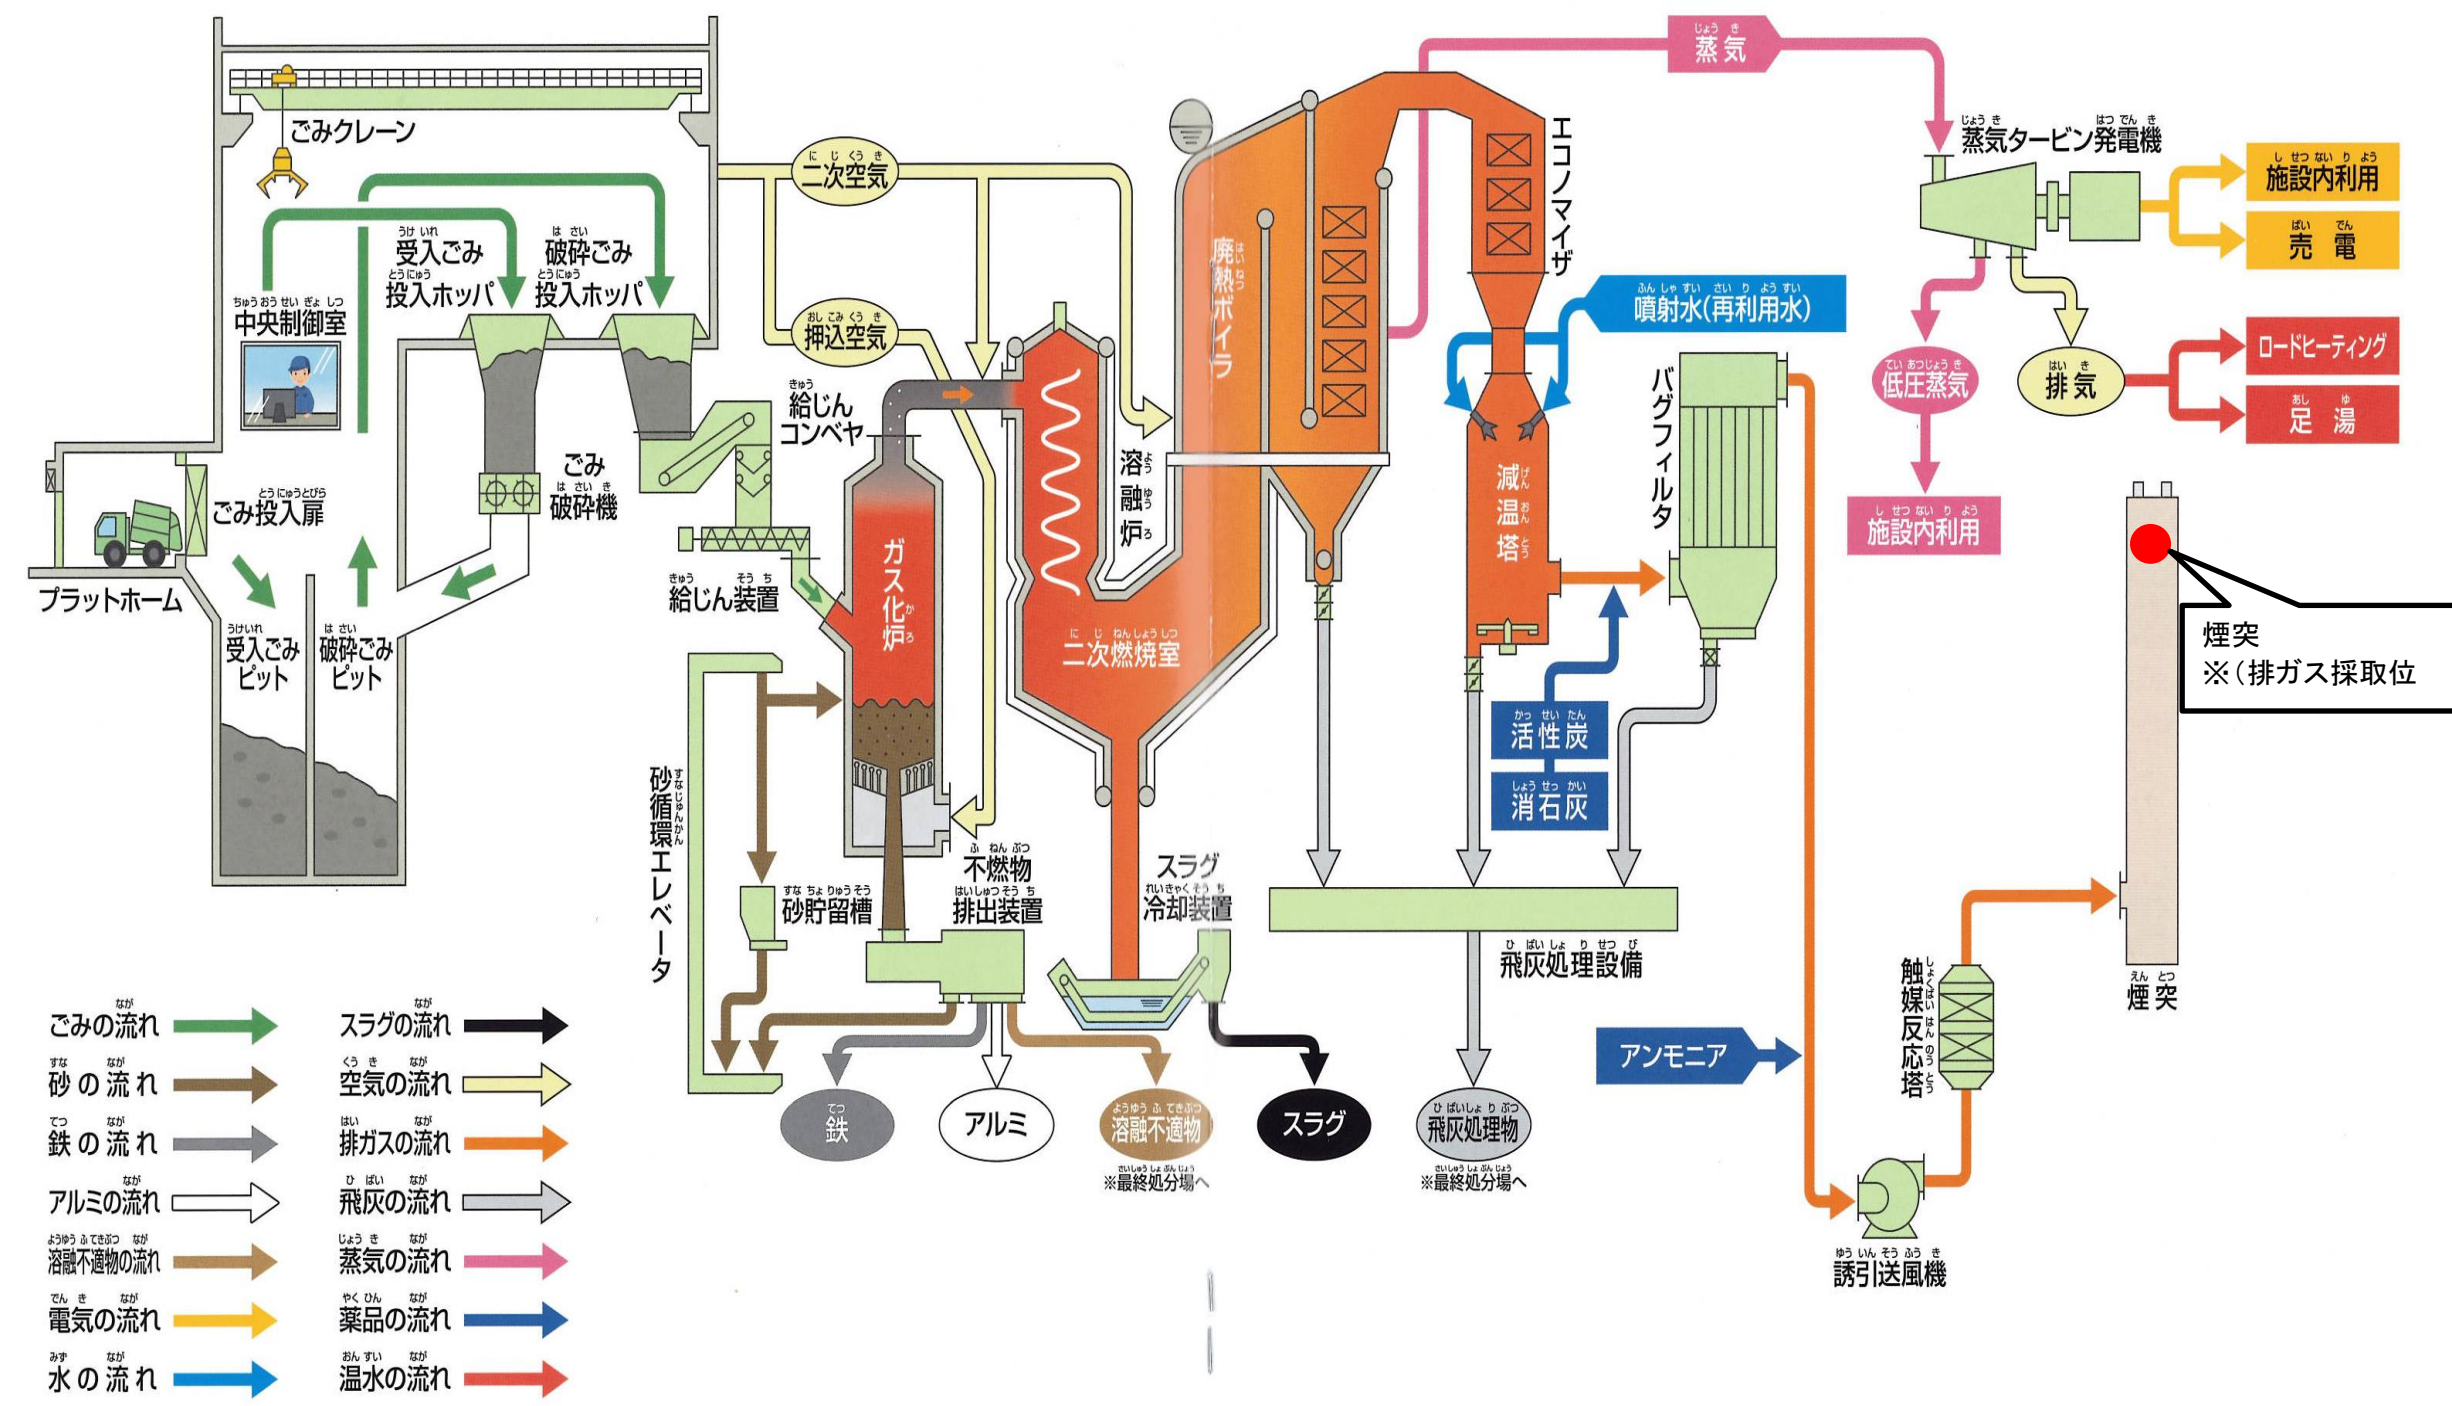 ごみクレーン
中央制御室
受入ごみ
投入ホッパ
破砕ごみ
投入ホッパ
ごみ投入扉
プラットホーム
受入ごみ
ピット
破砕ごみ
ピット
ごみ
破砕機
二次空気
押込空気
給じん
コンベヤ
給じん装置
ガス化炉
溶融炉
二次燃焼室
廃熱ボイラ
エコノマイザ
噴射水(再利用水)
減温塔
バグフィルタ
活性炭
消石灰
蒸気
蒸気タービン発電機
施設内利用
売電
低圧蒸気
排気
ロードヒーティング
足湯
施設内利用
煙突
※(排ガス採取位
砂循環エレベータ
砂貯留槽
不燃物
排出装置
スラグ
冷却装置
飛灰処理設備
アンモニア
触媒反応塔
煙突
誘引送風機
鉄
アルミ
溶融不適物
※最終処分場へ
スラグ
飛灰処理物
※最終処分場へ
ごみの流れ
砂の流れ
鉄の流れ
アルミの流れ
溶融不適物の流れ
電気の流れ
水の流れ
スラグの流れ
空気の流れ
排ガスの流れ
飛灰の流れ
蒸気の流れ
薬品の流れ
温水の流れ